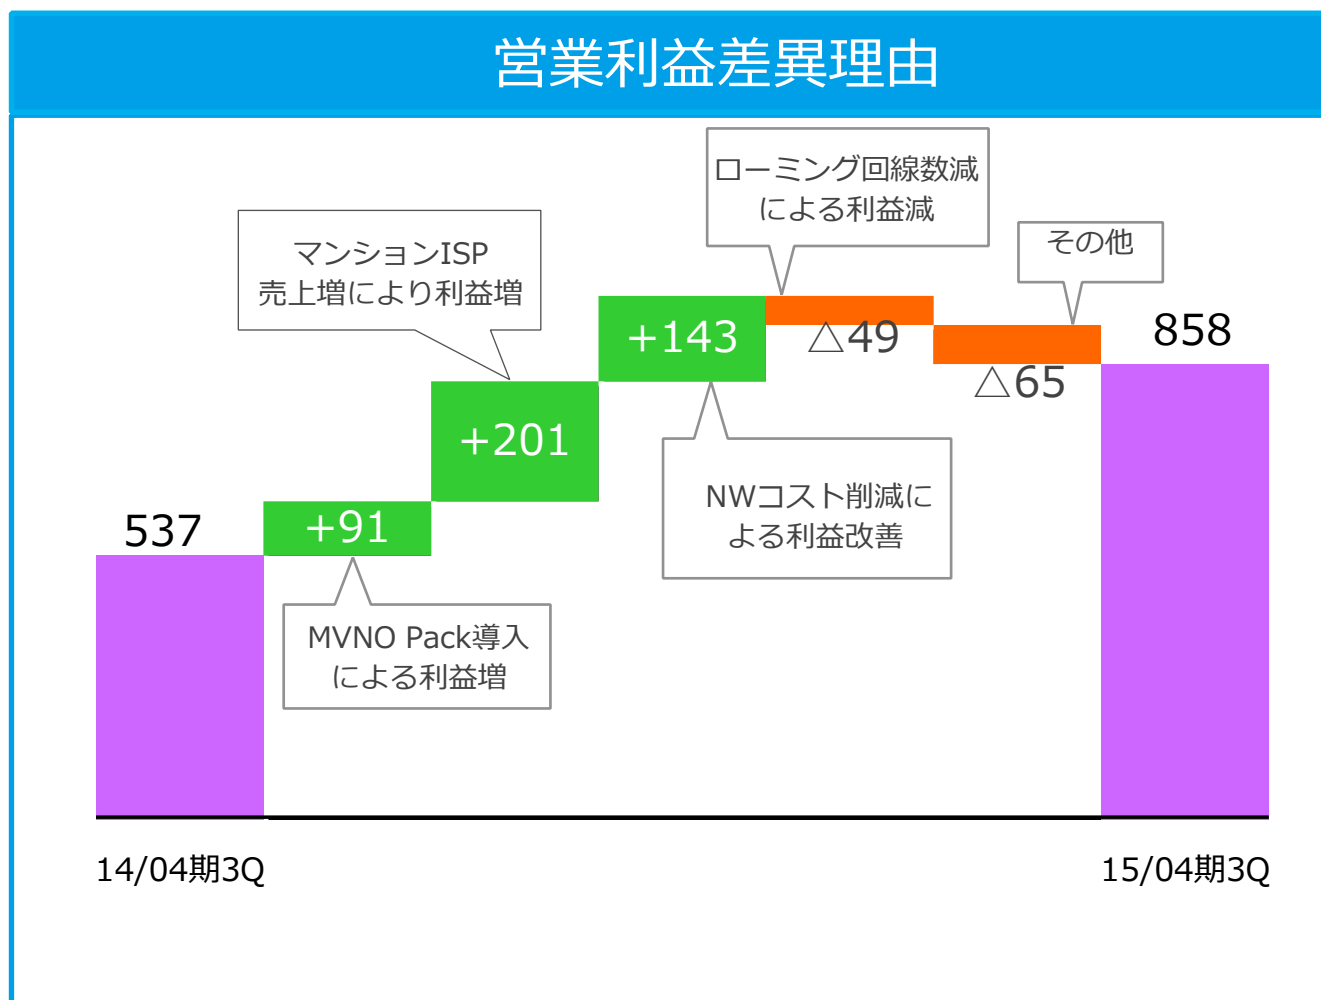 営業利益差異理由
ローミング回線数減
による利益減
マンションISP
売上増により利益増
その他
+143
△49
858
△65
+201
NWコスト削減に
よる利益改善
537
+91
MVNO Pack導入
による利益増
14/04期3Q
15/04期3Q